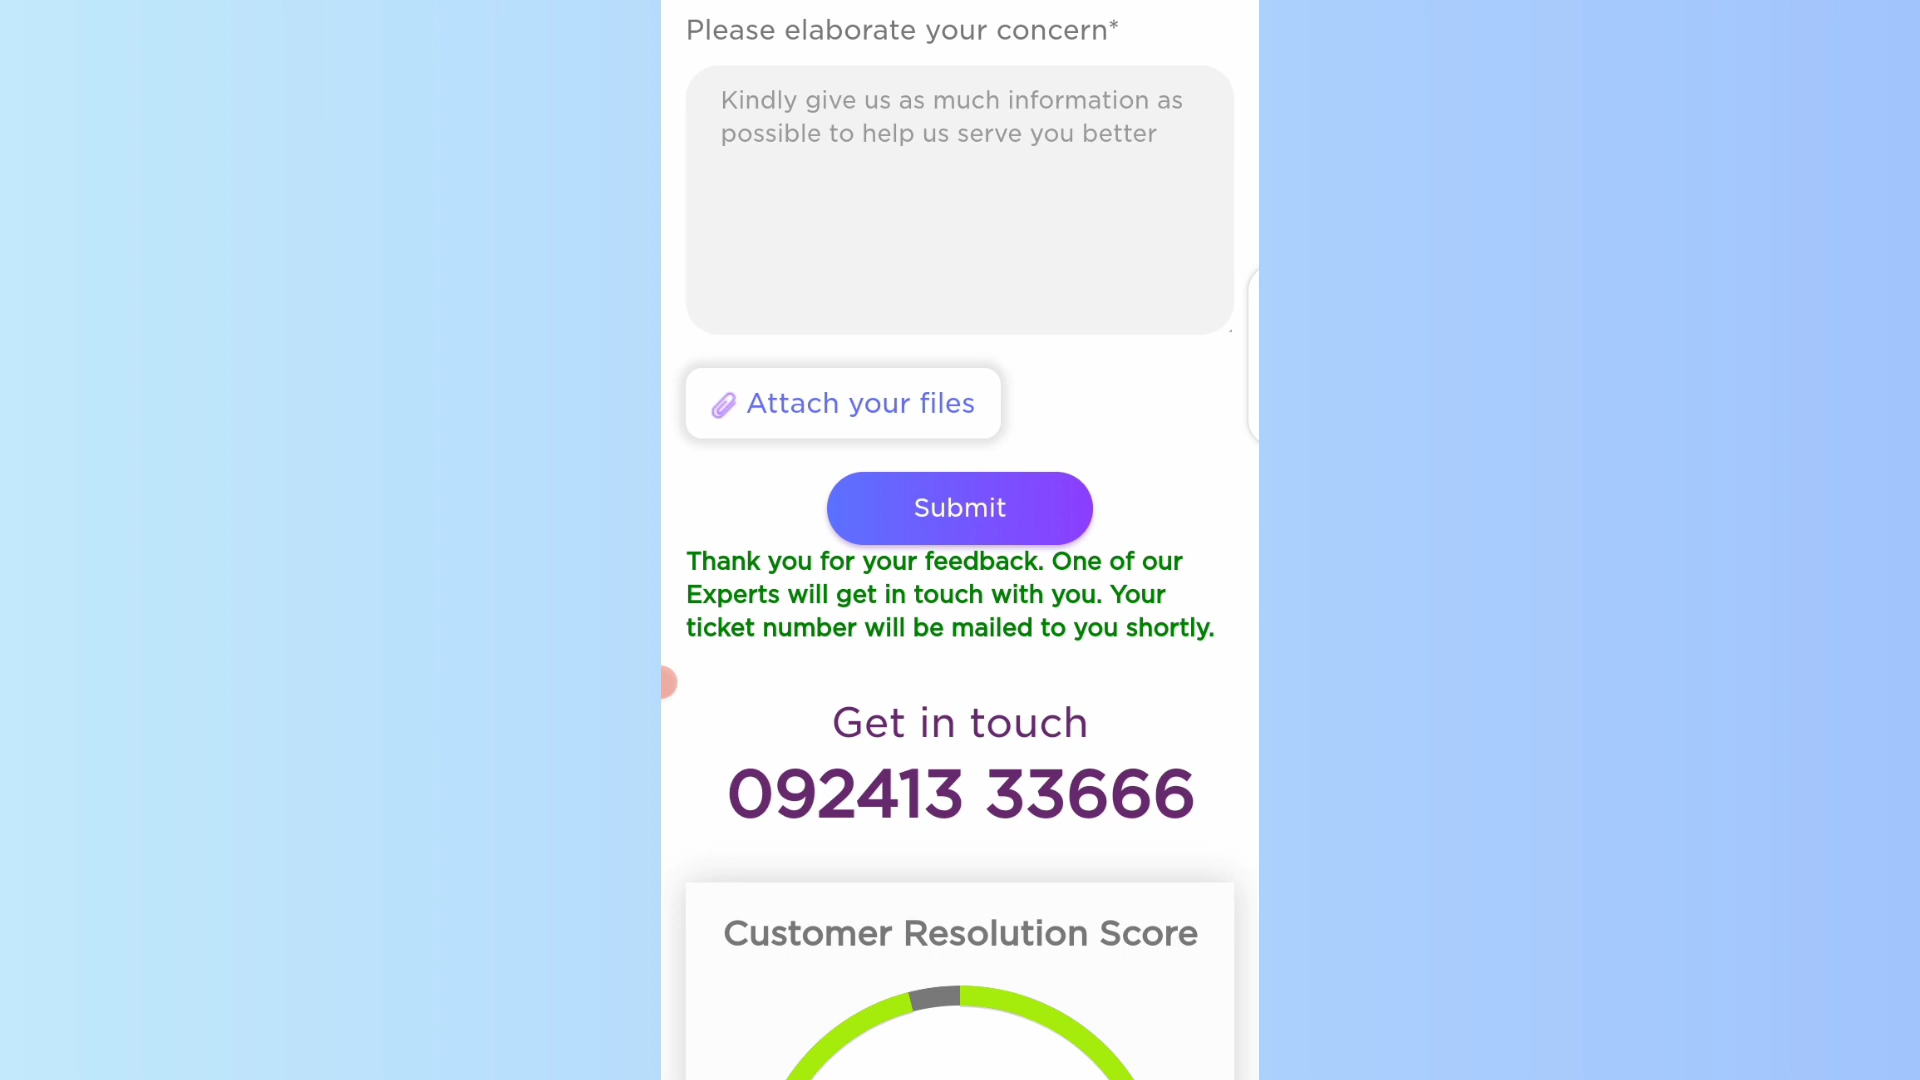 Please elaborate your concern*
Kindly give us as much information as
possible to help us serve you better
Attach your files
Submit
Thank you for your feedback. One of our
Experts will get in touch with you. Your
ticket number will be mailed to you shortly.
Get in touch
092413 33666
Customer Resolution Score